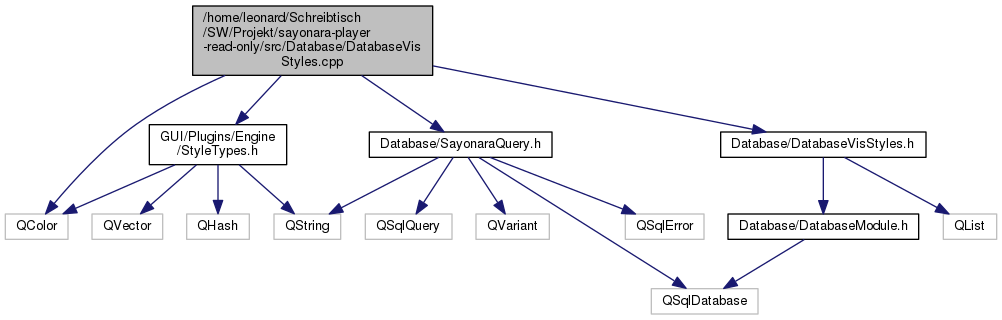 /home/leonard/Schreibtisch
/SW/Projekt/sayonara-player
-read-only/src/Database/DatabaseVis
Styles.cpp
GUI/Plugins/Engine
/StyleTypes.h
Database/SayonaraQuery.h
Database/DatabaseVisStyles.h
QColor
QVector
QHash
QString
QSqlQuery
QVariant
QSqlError
Database/DatabaseModule.h
QList
QSqlDatabase